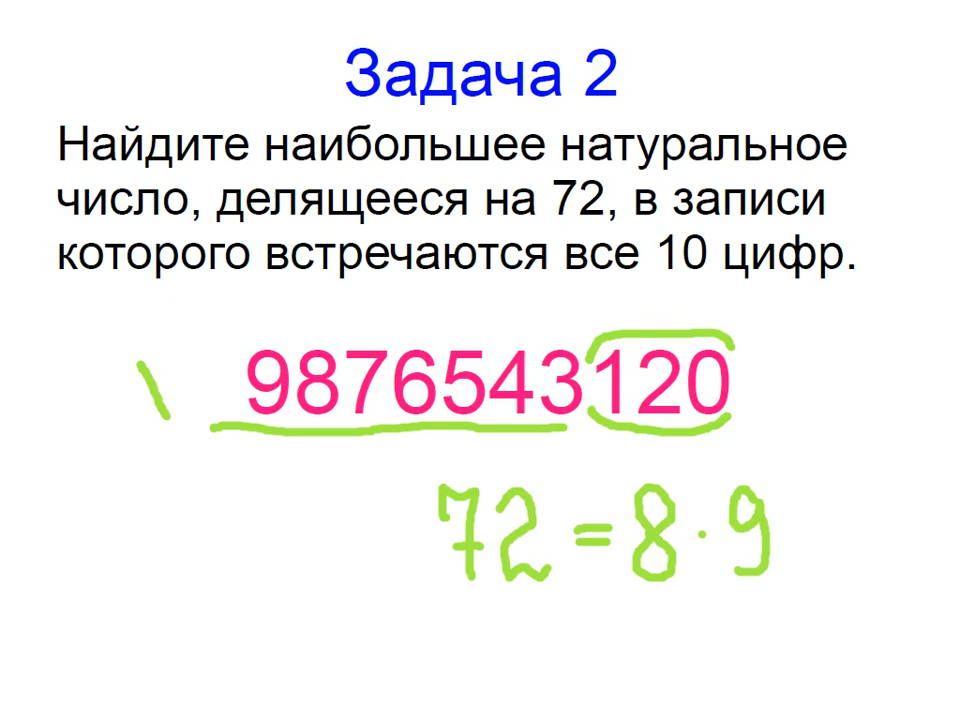 Задача 2
Найдите наибольшее натуральное
число, делящееся на 72, в записи
которого встречаются все 10 цифр.
9876543120
72 = 8 · 9